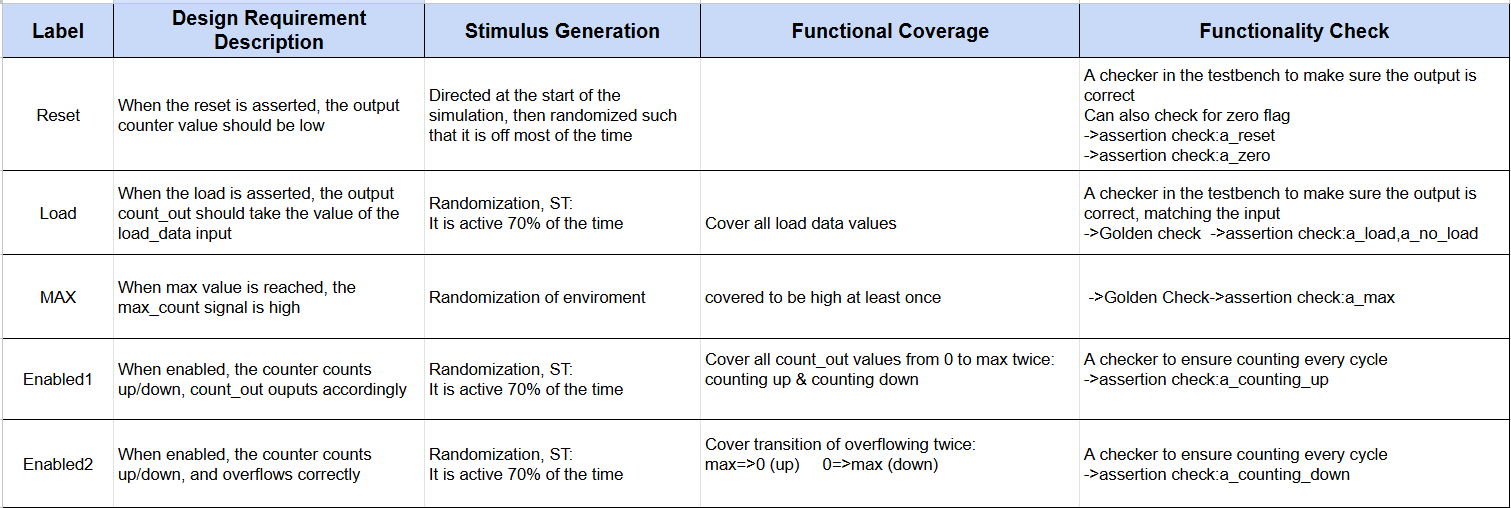 Label
Design Requirement
Description
Stimulus Generation
Functional Coverage
Functionality Check
Reset
When the reset is asserted, the output
counter value should be low
Directed at the start of the
simulation, then randomized such
that it is off most of the time
A checker in the testbench to make sure the output is
correct
Can also check for zero flag
->assertion check:a_reset
->assertion check:a_zero
Load
When the load is asserted, the output
count_out should take the value of the
load_data input
Randomization, ST:
It is active 70% of the time
Cover all load data values
A checker in the testbench to make sure the output is
correct, matching the input
->Golden check ->assertion check:a_load,a_no_load
MAX
When max value is reached, the
max_count signal is high
Randomization of enviroment
covered to be high at least once
->Golden Check->assertion check:a_max
Enabled1
When enabled, the counter counts
up/down, count_out ouputs accordingly
Randomization, ST:
It is active 70% of the time
Cover all count_out values from 0 to max twice:
counting up & counting down
A checker to ensure counting every cycle
->assertion check:a_counting_up
Enabled2
When enabled, the counter counts
up/down, and overflows correctly
Randomization, ST:
It is active 70% of the time
Cover transition of overflowing twice:
max=>0 (up) 0=>max (down)
A checker to ensure counting every cycle
->assertion check:a_counting_down